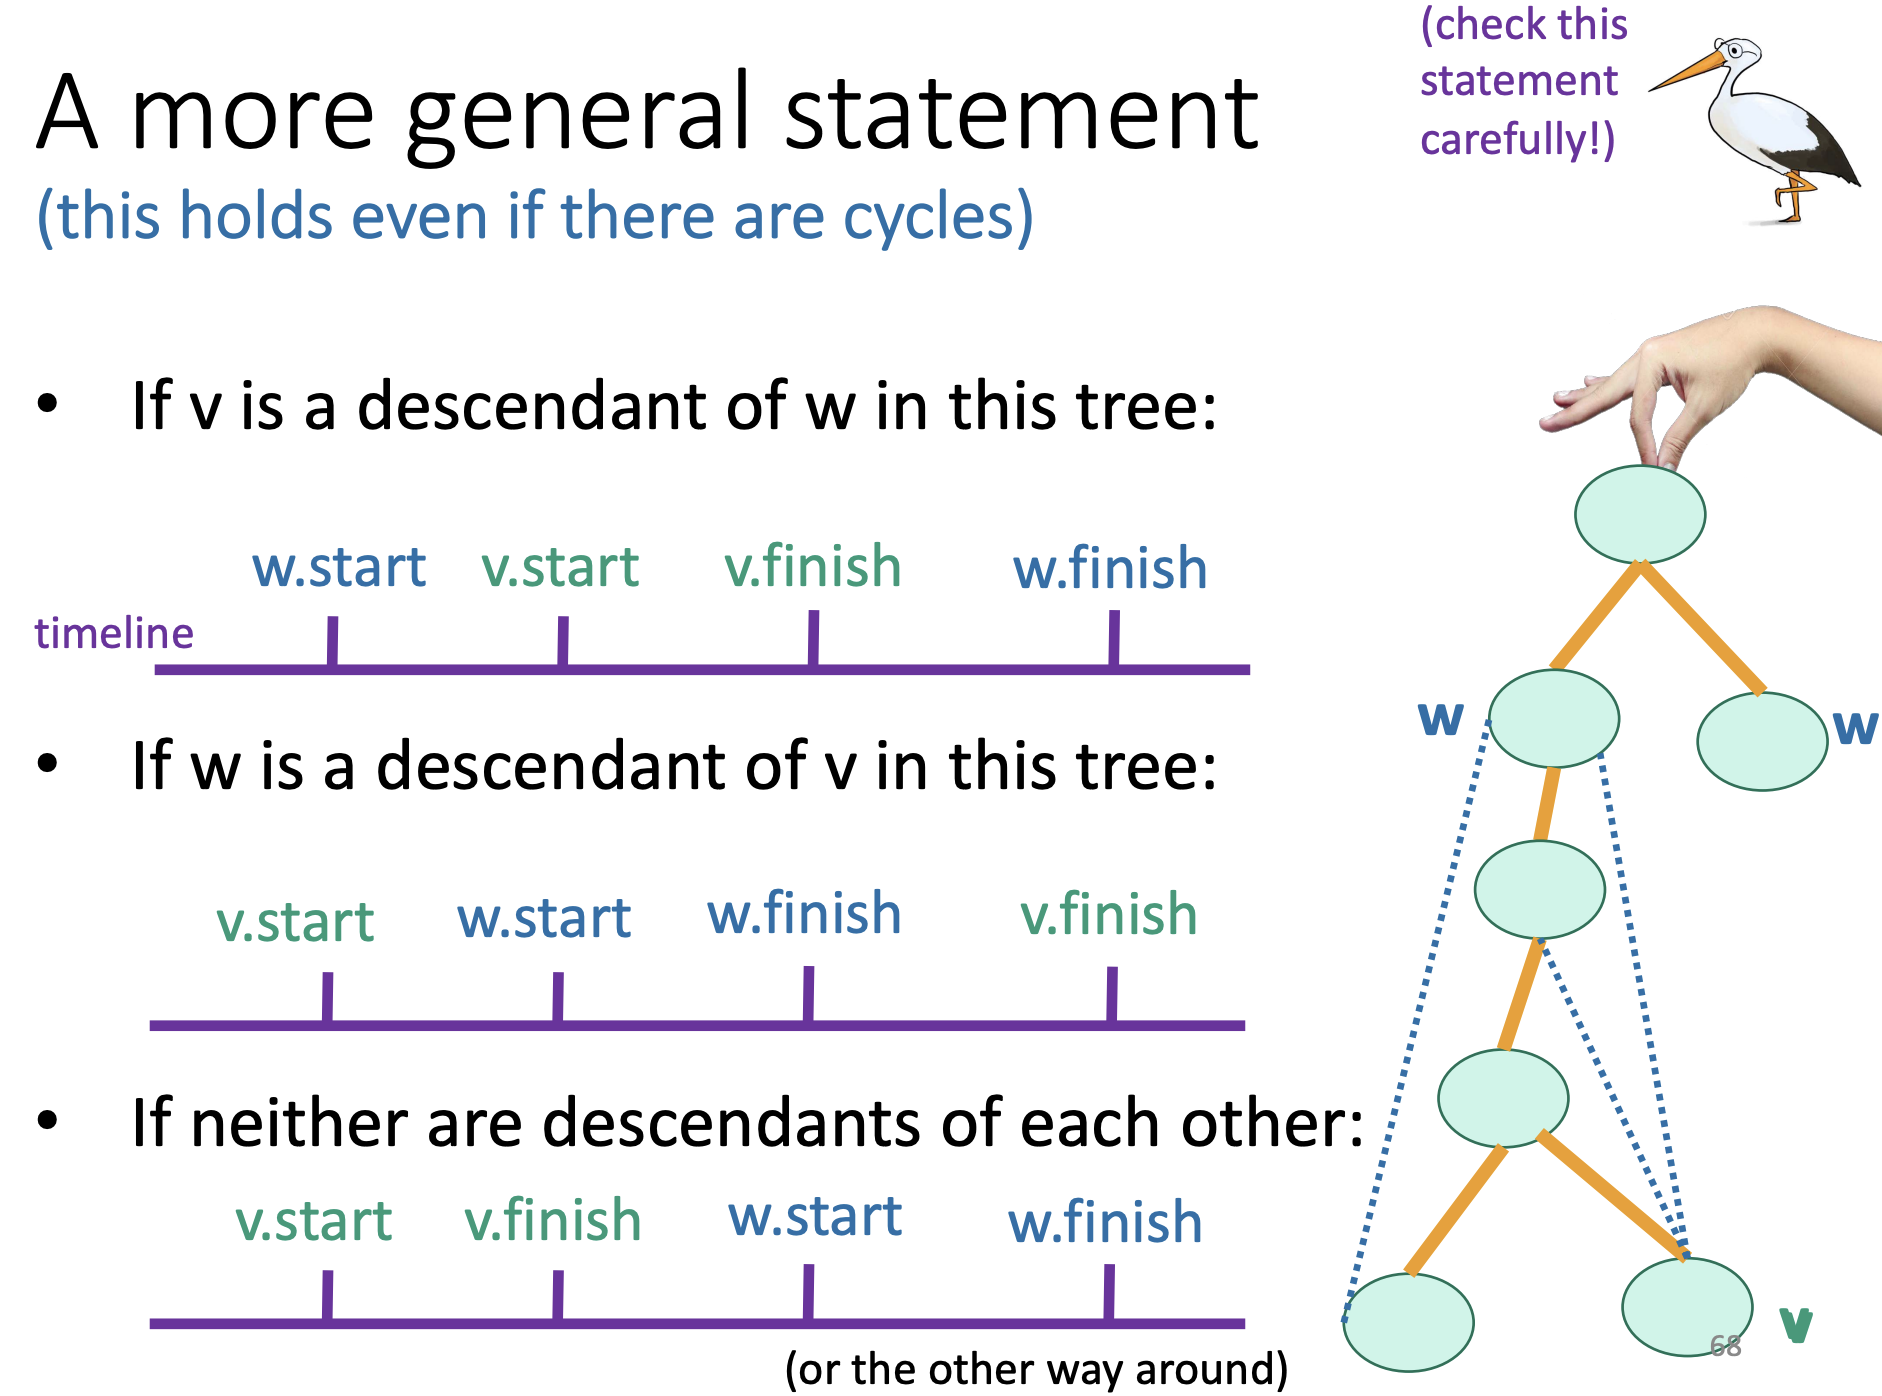 (check this
statement
carefully!)
A more general statement
(this holds even if there are cycles)
• If v is a descendant of w in this tree:
w.start v.start v.finish w.finish
timeline
w
w
• If w is a descendant of v in this tree:
v.start w.start w.finish v.finish
• If neither are descendants of each other:
v.start v.finish w.start w.finish
v
68
(or the other way around)